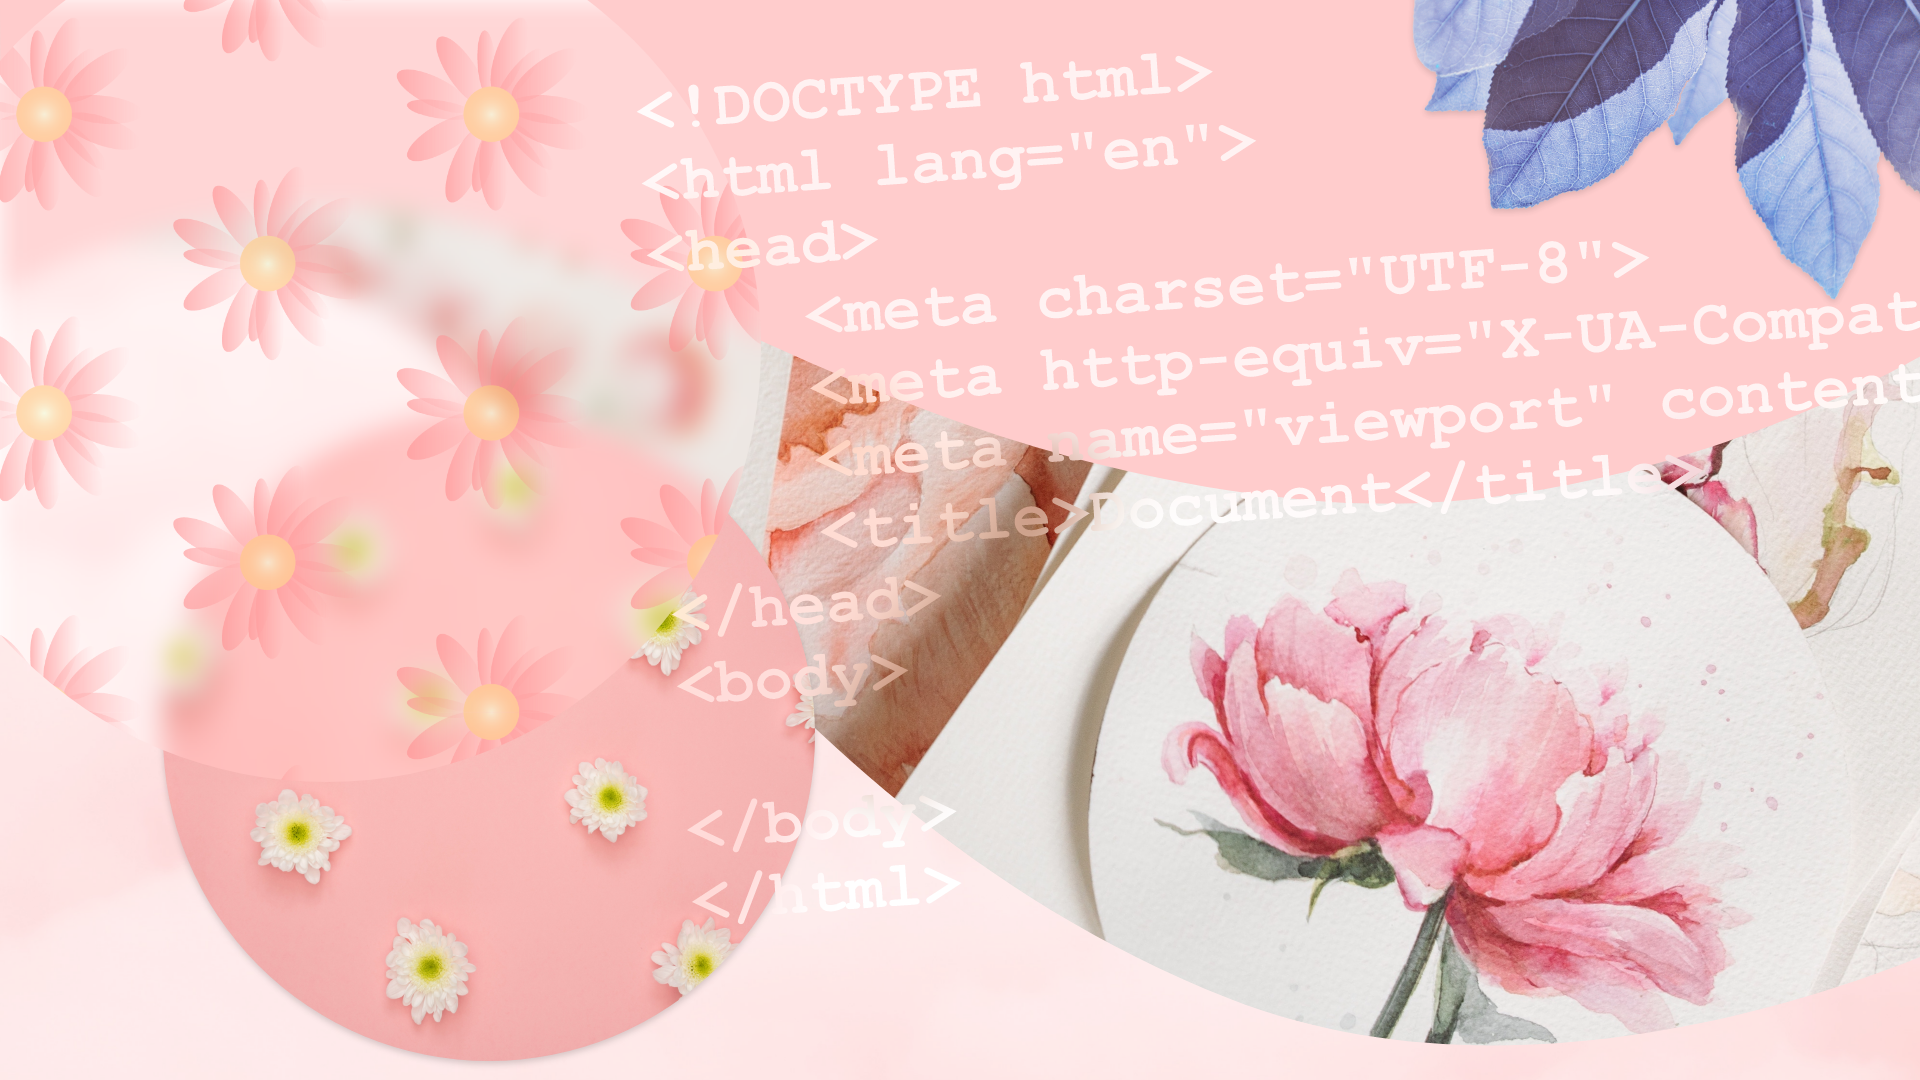 <!DOCTYPE html>
<html lang="en">
<head>
<meta charset="UTF-8">
<meta http-equiv="X-UA-Compat
<meta name="viewport" content
<title>Document</title>
</head>
<body>
</body>
</html>